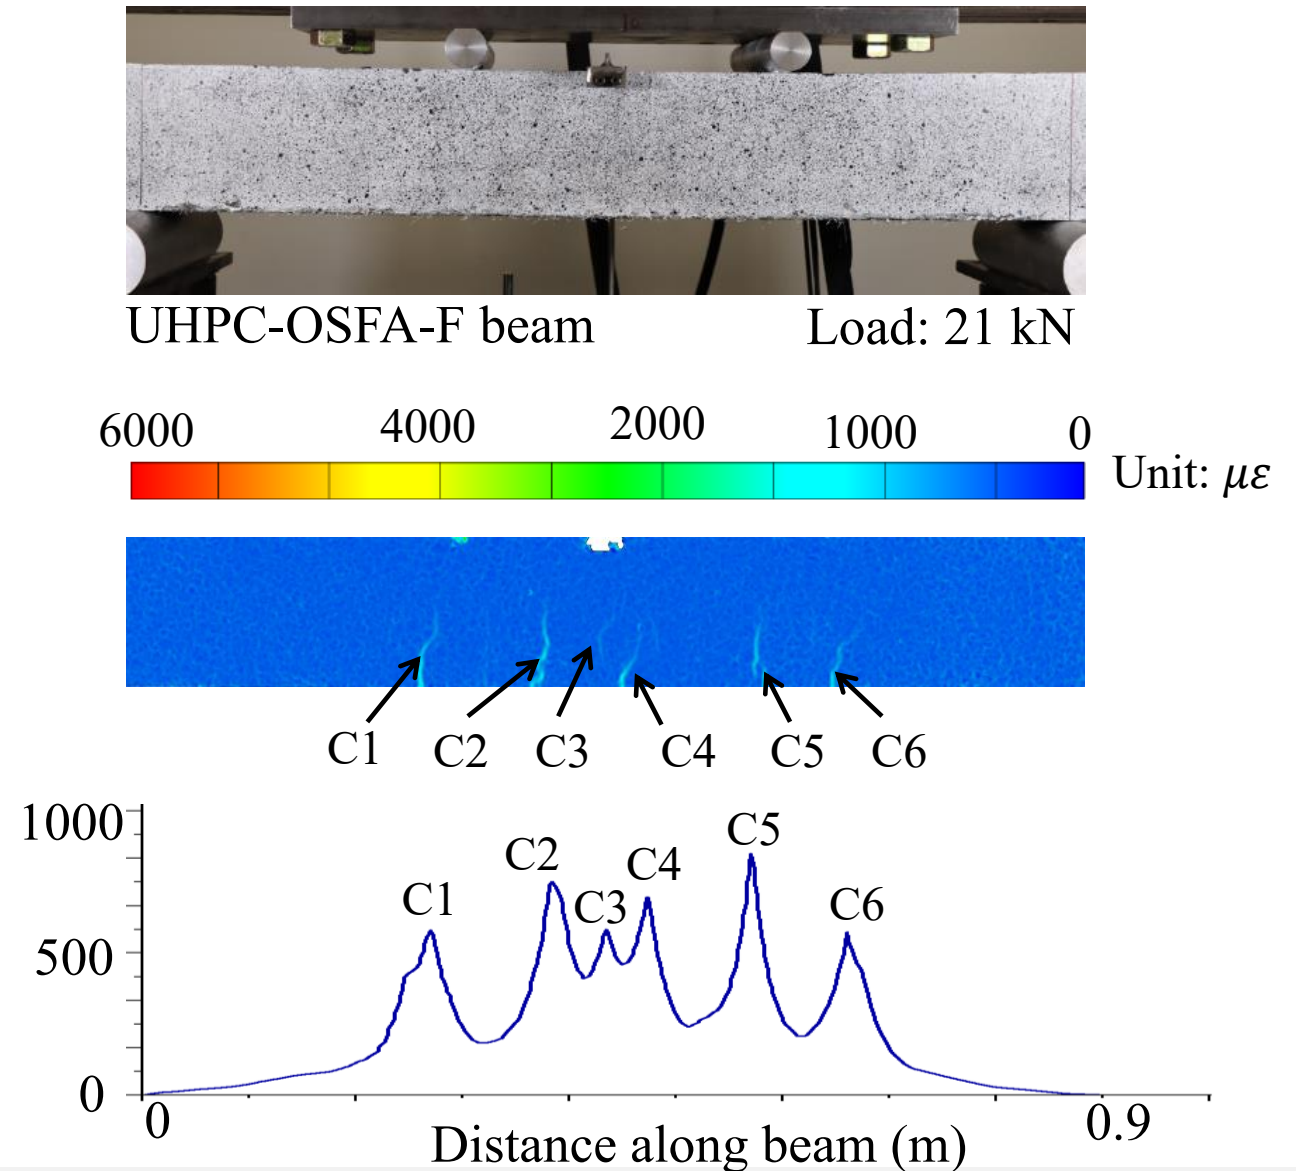 UHPC-OSFA-F beam Load: 21 kN
6000 4000 2000 1000 0
Unit: με
C1 C2 C3 C4 C5 C6
1000
C5
C2
C4
C1
C3
C6
500
0
0 0.9
Distance along beam (m)